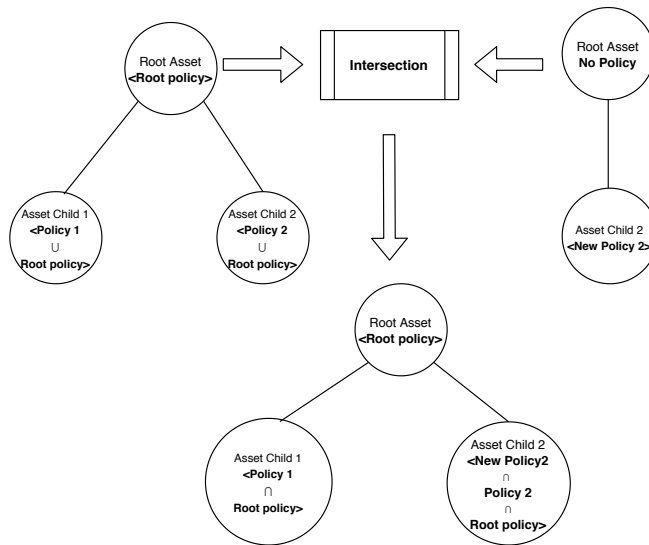 Root Asset
<Root policy>
Intersection
Root Asset
No Policy
Asset Child 1
<Policy 1
∪
Root policy>
Asset Child 2
<Policy 2
∪
Root policy>
Asset Child 2
<New Policy 2>
Root Asset
<Root policy>
Asset Child 1
<Policy 1
∩
Root policy>
Asset Child 2
<New Policy2
∩
Policy 2
∩
Root policy>